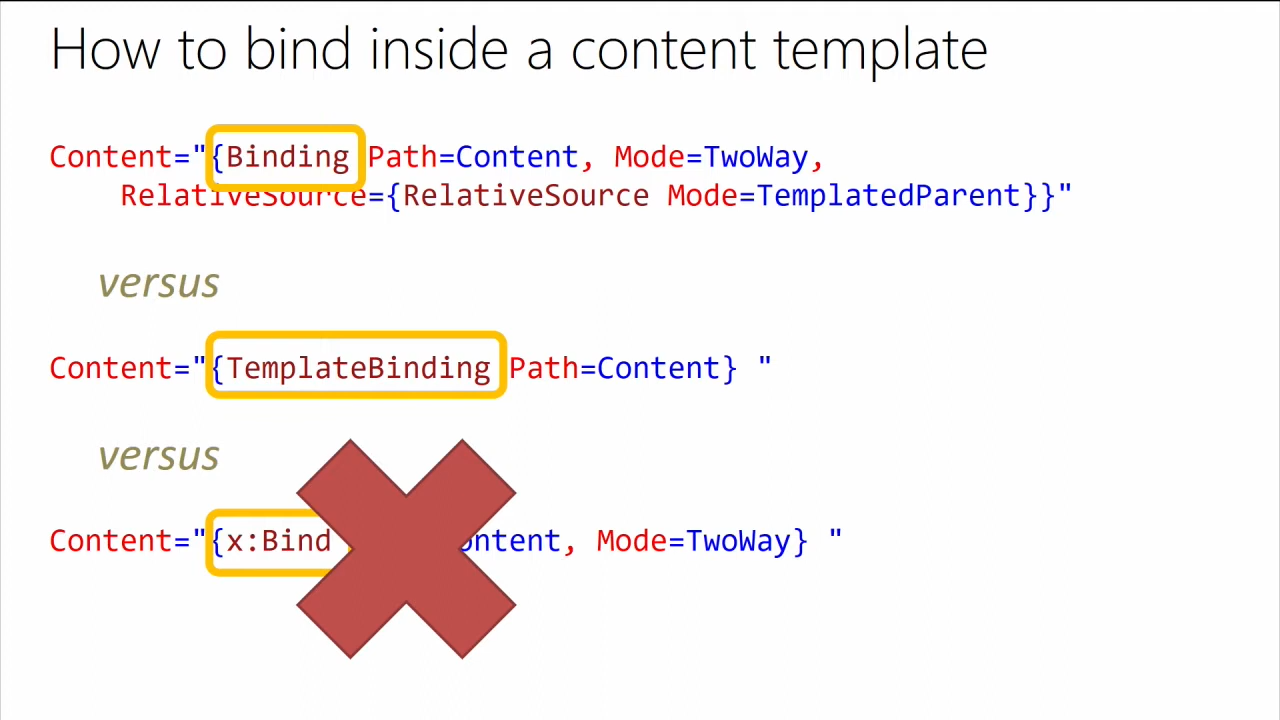 How to bind inside a content template
Content="{Binding Path=Content, Mode=TwoWay,
RelativeSource={RelativeSource Mode=TemplatedParent}}"
versus
Content="{TemplateBinding Path=Content} "
versus
Content="{x:Bind ontent, Mode=TwoWay} "